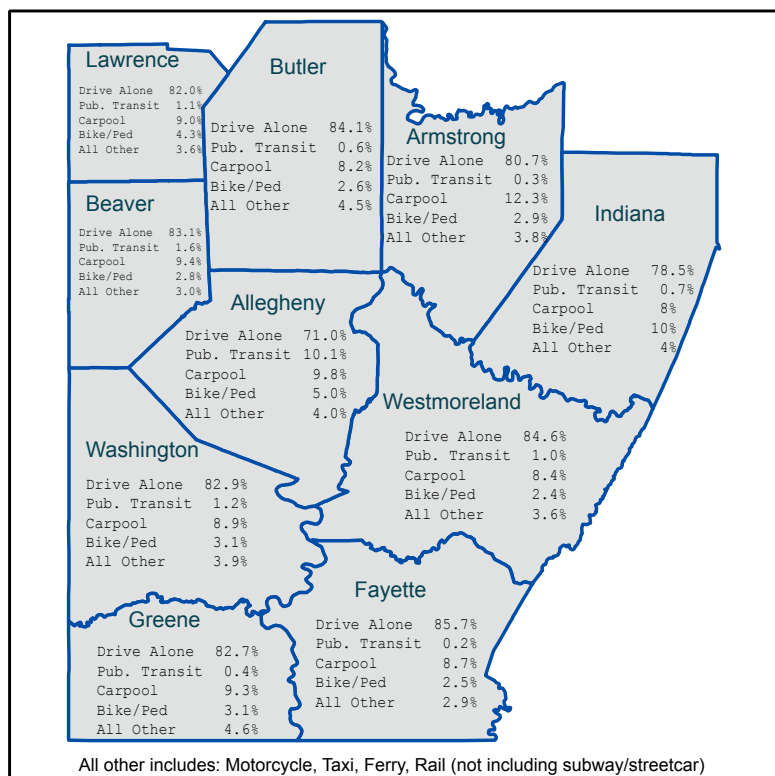 Lawrence
Drive Alone 82.0%
Pub. Transit 1.1%
Carpool 9.0%
Bike/Ped 4.3%
All Other 3.6%
Butler
Drive Alone 84.1%
Pub. Transit 0.6%
Carpool 8.2%
Bike/Ped 2.6%
All Other 4.5%
Armstrong
Drive Alone 80.7%
Pub. Transit 0.3%
Carpool 12.3%
Bike/Ped 2.9%
All Other 3.8%
Indiana
Drive Alone 78.5%
Pub. Transit 0.7%
Carpool 8%
Bike/Ped 10%
All Other 4%
Beaver
Drive Alone 83.1%
Pub. Transit 1.6%
Carpool 9.4%
Bike/Ped 2.8%
All Other 3.0%
Allegheny
Drive Alone 71.0%
Pub. Transit 10.1%
Carpool 9.8%
Bike/Ped 5.0%
All Other 4.0%
Westmoreland
Drive Alone 84.6%
Pub. Transit 1.0%
Carpool 8.4%
Bike/Ped 2.4%
All Other 3.6%
Washington
Drive Alone 82.9%
Pub. Transit 1.2%
Carpool 8.9%
Bike/Ped 3.1%
All Other 3.9%
Fayette
Drive Alone 85.7%
Pub. Transit 0.2%
Carpool 8.7%
Bike/Ped 2.5%
All Other 2.9%
Greene
Drive Alone 82.7%
Pub. Transit 0.4%
Carpool 9.3%
Bike/Ped 3.1%
All Other 4.6%
All other includes: Motorcycle, Taxi, Ferry, Rail (not including subway/streetcar)